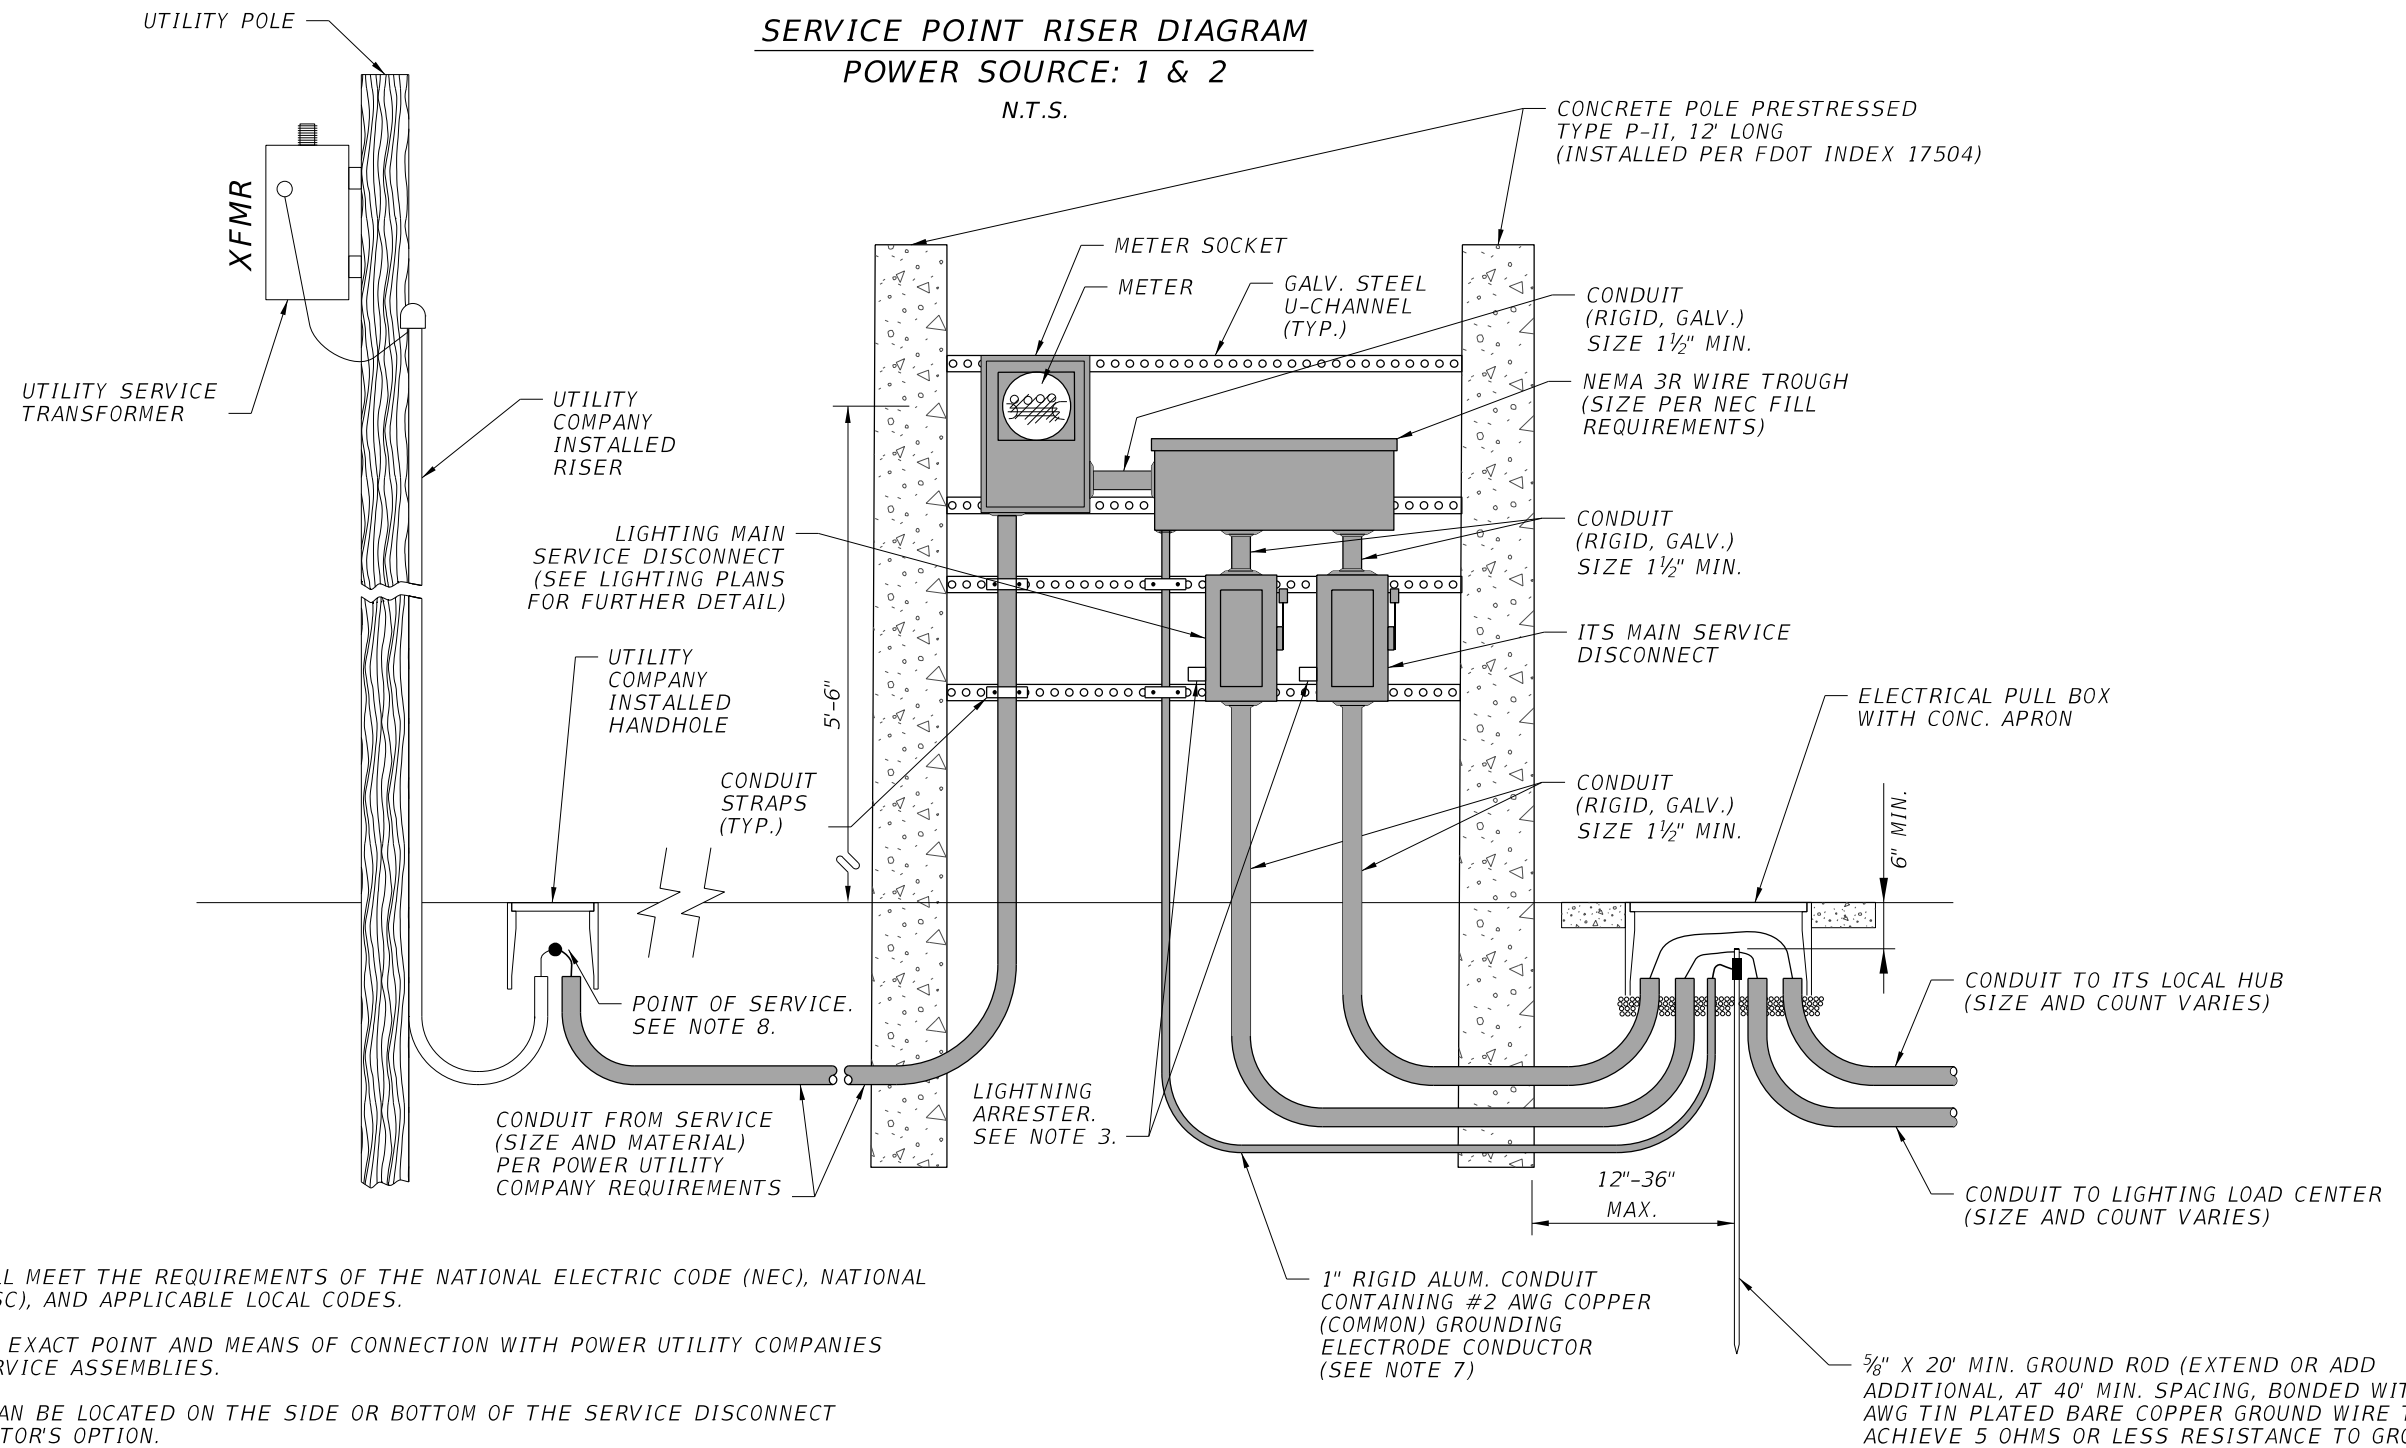 SERVICE POINT RISER DIAGRAM
POWER SOURCE: 1 & 2
N.T.S.
UTILITY POLE
XFMR
UTILITY SERVICE
TRANSFORMER
UTILITY
COMPANY
INSTALLED
RISER
LIGHTING MAIN
SERVICE DISCONNECT
(SEE LIGHTING PLANS
FOR FURTHER DETAIL)
UTILITY
COMPANY
INSTALLED
HANDHOLE
5'-6"
CONDUIT
STRAPS
(TYP.)
POINT OF SERVICE.
SEE NOTE 8.
CONDUIT FROM SERVICE
(SIZE AND MATERIAL)
PER POWER UTILITY
COMPANY REQUIREMENTS
METER SOCKET
METER
GALV. STEEL
U-CHANNEL
(TYP.)
CONCRETE POLE PRESTRESSED
TYPE P-II, 12' LONG
(INSTALLED PER FDOT INDEX 17504)
CONDUIT
(RIGID, GALV.)
SIZE 1½" MIN.
NEMA 3R WIRE TROUGH
(SIZE PER NEC FILL
REQUIREMENTS)
CONDUIT
(RIGID, GALV.)
SIZE 1½" MIN.
ITS MAIN SERVICE
DISCONNECT
ELECTRICAL PULL BOX
WITH CONC. APRON
CONDUIT
(RIGID, GALV.)
SIZE 1½" MIN.
6" MIN.
CONDUIT TO ITS LOCAL HUB
(SIZE AND COUNT VARIES)
LIGHTNING
ARRESTER.
SEE NOTE 3.
12"-36"
MAX.
CONDUIT TO LIGHTING LOAD CENTER
(SIZE AND COUNT VARIES)
1" RIGID ALUM. CONDUIT
CONTAINING #2 AWG COPPER
(COMMON) GROUNDING
ELECTRODE CONDUCTOR
(SEE NOTE 7)
⅝" X 20' MIN. GROUND ROD (EXTEND OR ADD
ADDITIONAL, AT 40' MIN. SPACING, BONDED
AWG TIN PLATED BARE COPPER GROUND WIRE
ACHIEVE 5 OHMS OR LESS RESISTANCE TO
MEET THE REQUIREMENTS OF THE NATIONAL ELECTRIC CODE (NEC), NATIONAL
AND APPLICABLE LOCAL CODES.
EXACT POINT AND MEANS OF CONNECTION WITH POWER UTILITY COMPANIES
ASSEMBLIES.
BE LOCATED ON THE SIDE OR BOTTOM OF THE SERVICE DISCONNECT
OPTION.